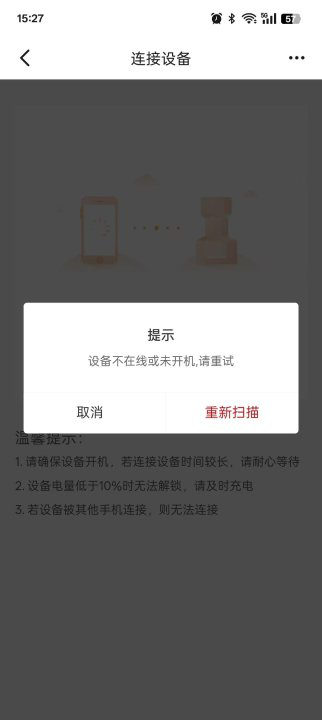 15:27
5G
57
连接设备
提示
设备不在线或未开机,请重试
取消
重新扫描
温馨提示：
1. 请确保设备开机，若连接设备时间较长，请耐心等待
2. 设备电量低于10%时无法解锁，请及时充电
3. 若设备被其他手机连接，则无法连接